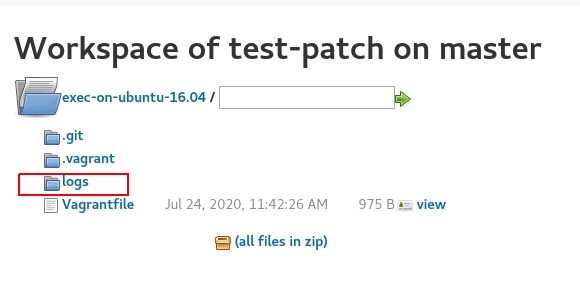 Workspace of test-patch on master
exec-on-ubuntu-16.04 /
.git
.vagrant
logs
Vagrantfile Jul 24, 2020, 11:42:26 AM 975 B view
(all files in zip)